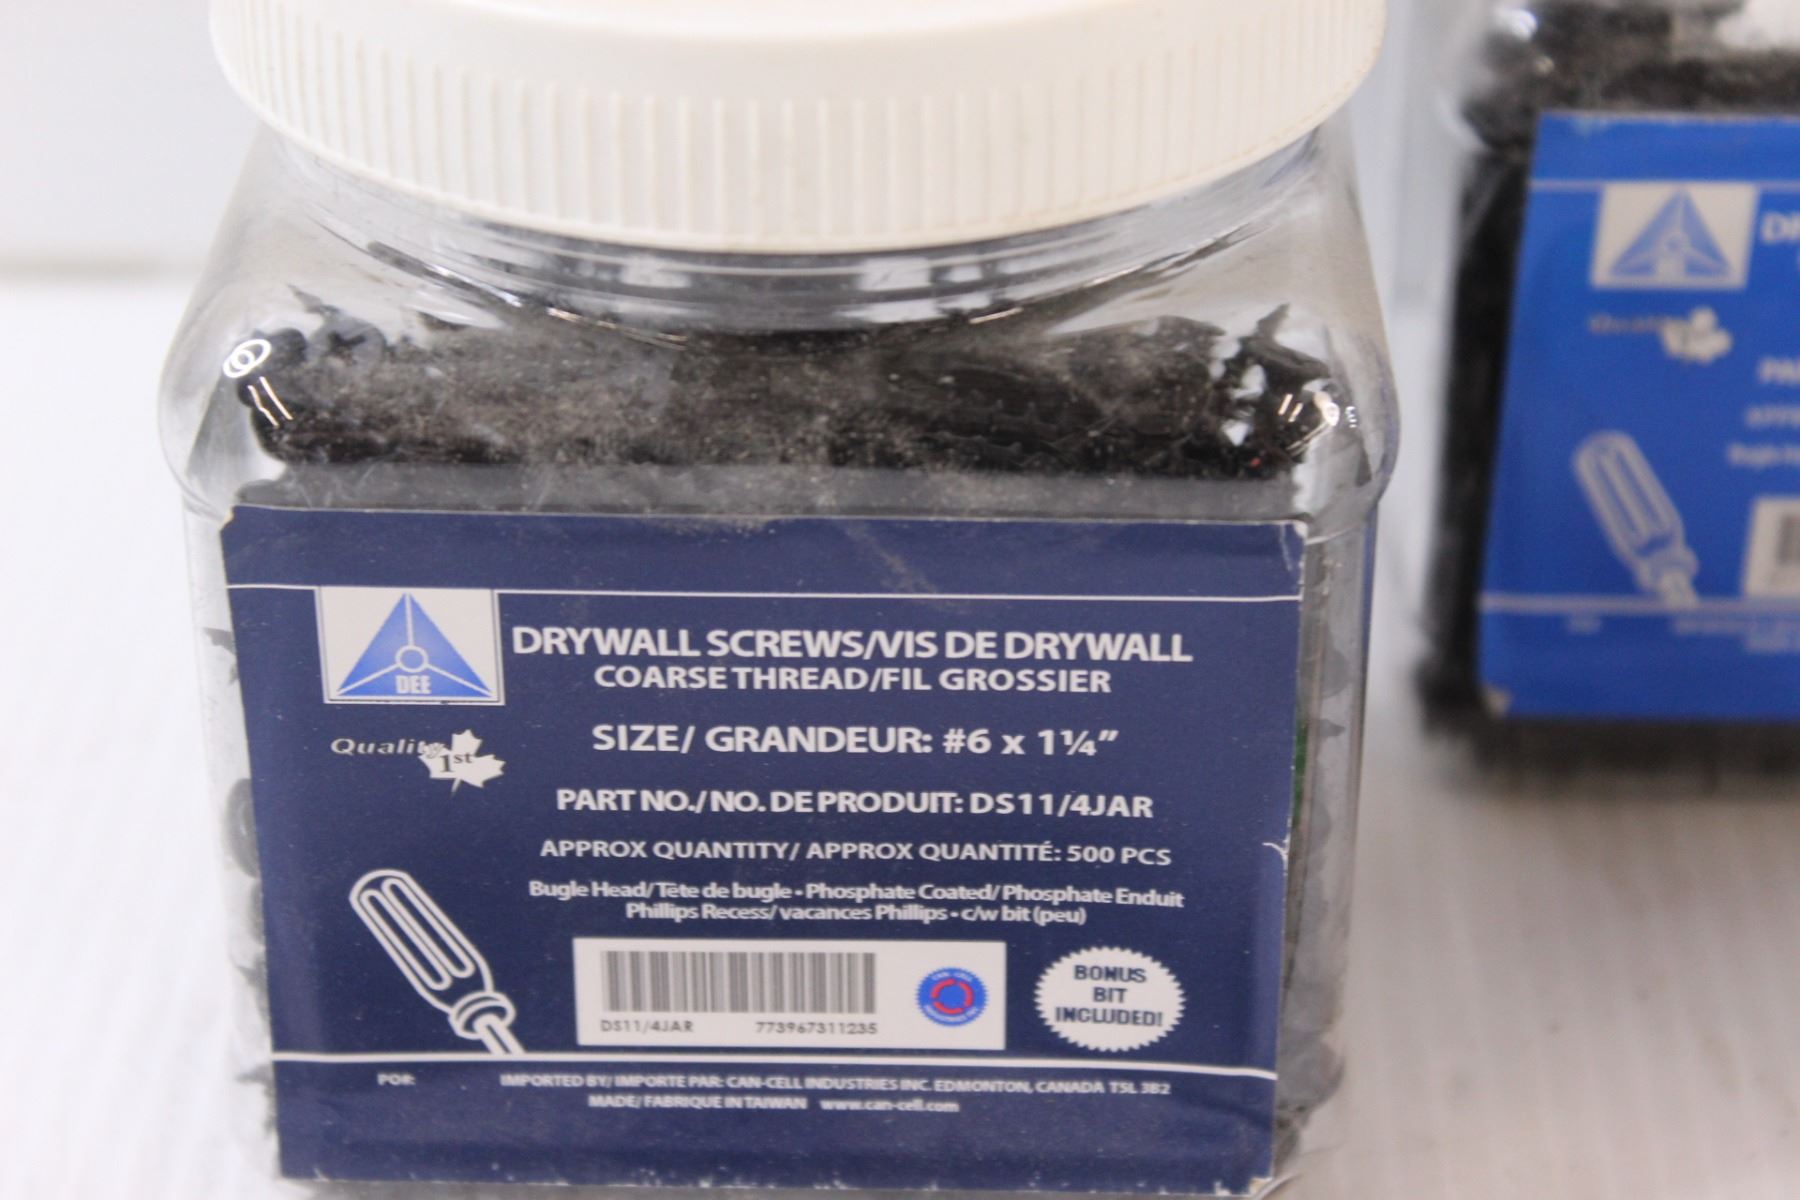 DEE
DRYWALL SCREWS/VIS DE DRYWALL
COARSE THREAD/FIL GROSSIER
Quality
1st
SIZE/ GRANDEUR: #6 x 1¼"
PART NO./NO. DE PRODUIT: DS11/4JAR
APPROX QUANTITY/ APPROX QUANTITÉ: 500 PCS
Bugle Head/Tëte de bugle • Phosphate Coated/ Phosphate Enduit
Phillips Recess/ vacances Phillips • c/w bit (peu)
DS11/4JAR 773967311235
CAN-CELL
BONUS
BIT
INCLUDED!
PO#:
IMPORTED BY/ IMPORTE PAR: CAN-CELL INDUSTRIES INC. EDMONTON, CANADA T5L 3B2
MADE/ FABRIQUE IN TAIWAN www.can-cell.com